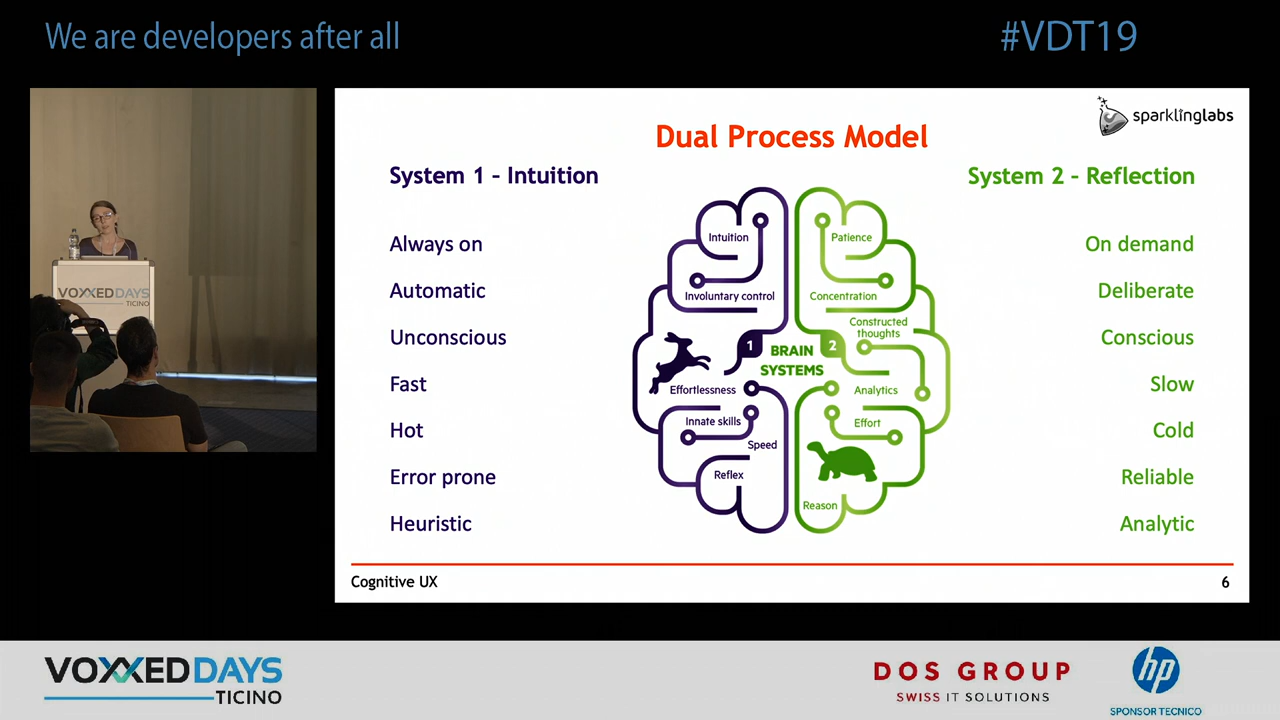 We are developers after all
#VDT19
sparklinglabs
Dual Process Model
System 1 – Intuition
System 2 - Reflection
Always on
Automatic
Unconscious
Fast
Hot
Error prone
Heuristic
Intuition
Involuntary control
1
Effortlessness
Innate skills
Speed
Reflex
BRAIN
SYSTEMS
Patience
Concentration
Constructed
thoughts
2
Analytics
Effort
Reason
On demand
Deliberate
Conscious
Slow
Cold
Reliable
Analytic
Cognitive UX
6
VOXXEDDAYS
TICINO
VOXXEDDAYS
TICINO
DOS GROUP
SWISS IT SOLUTIONS
hp
SPONSOR TECNICO